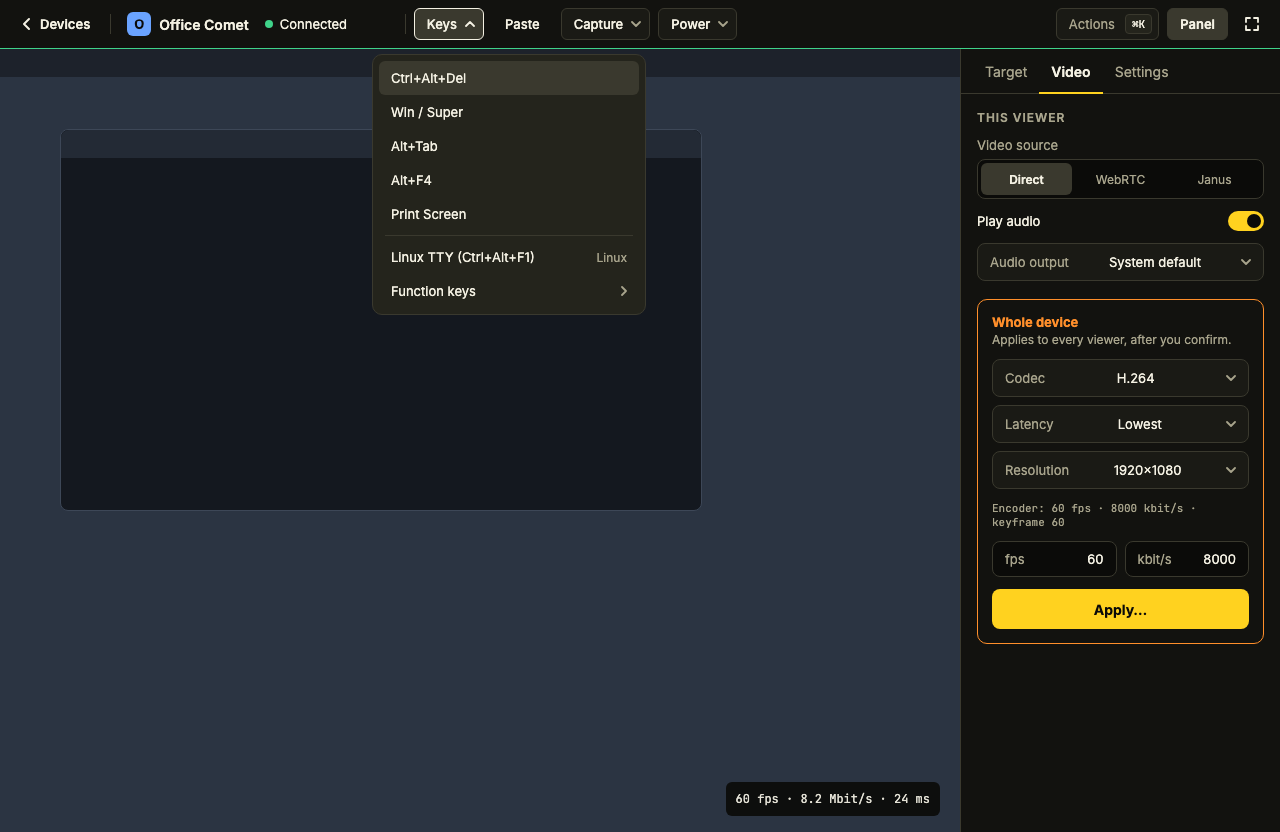 Devices
O
Office Comet
Connected
Keys
Paste
Capture
Power
Actions
⌘K
Panel
Ctrl+Alt+Del
Win / Super
Alt+Tab
Alt+F4
Print Screen
Linux TTY (Ctrl+Alt+F1) Linux
Function keys
Target
Video
Settings
THIS VIEWER
Video source
Direct
WebRTC
Janus
Play audio
Audio output System default
Whole device
Applies to every viewer, after you confirm.
Codec H.264
Latency Lowest
Resolution 1920×1080
Encoder: 60 fps · 8000 kbit/s ·
keyframe 60
fps 60
kbit/s 8000
Apply...
60 fps · 8.2 Mbit/s · 24 ms